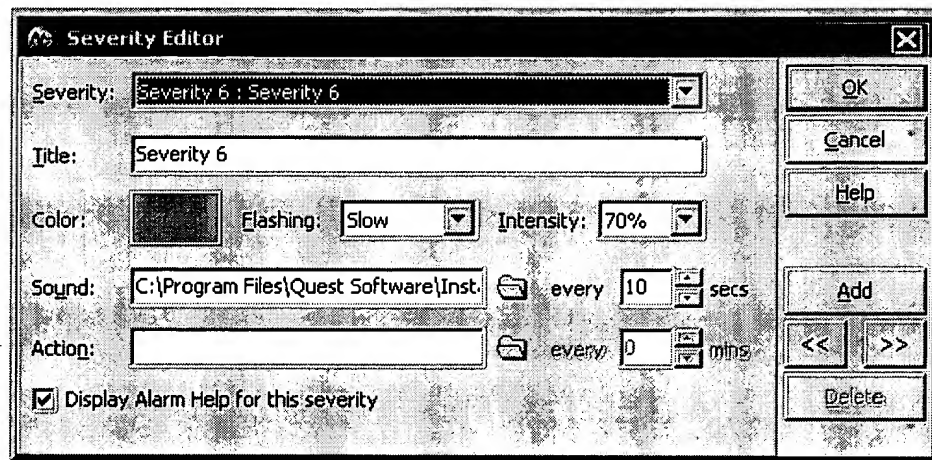 Severity Editor
Severity: Severity 6 : Severity 6
OK
Title: Severity 6
Cancel
Help
Color: Flashing: Slow Intensity: 70%
Sound: C:\Program Files\Quest Software\Inst. every 10 secs
Add
Action: every 0 mins
<< >>
Display Alarm Help for this severity
Delete